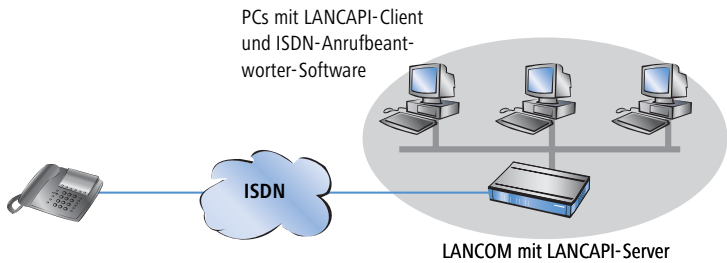 PCs mit LANCAPI-Client
und ISDN-Anrufbeant-
worter-Software
ISDN
LANCOM mit LANCAPI-Server